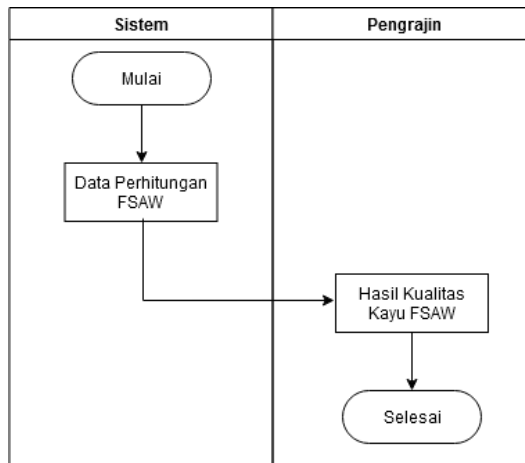 Sistem
Pengrajin
Mulai
Data Perhitungan
FSAW
Hasil Kualitas
Kayu FSAW
Selesai